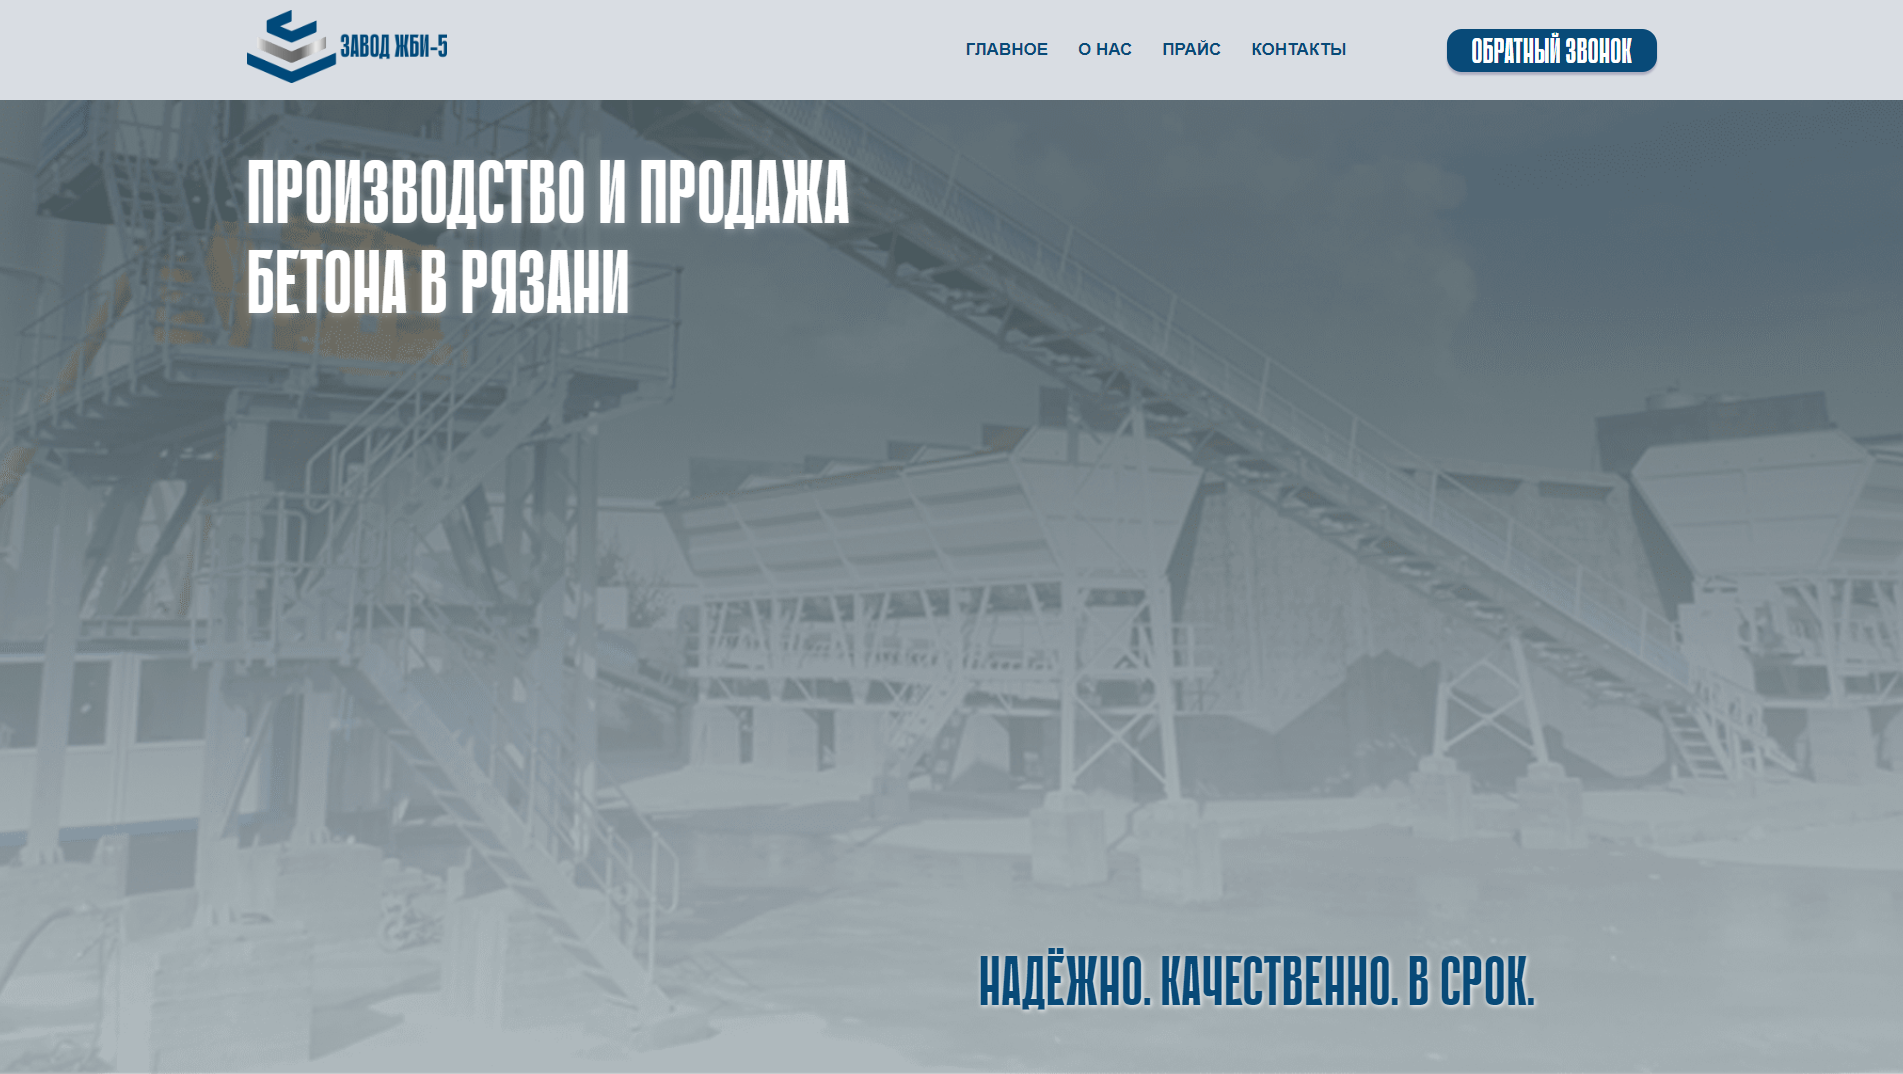 ЗАВОД ЖБИ-5
ГЛАВНОЕ
О НАС
ПРАЙС
КОНТАКТЫ
ОБРАТНЫЙ ЗВОНОК
ПРОИЗВОДСТВО И ПРОДАЖА
БЕТОНА В РЯЗАНИ
НАДЁЖНО. КАЧЕСТВЕННО. В СРОК.